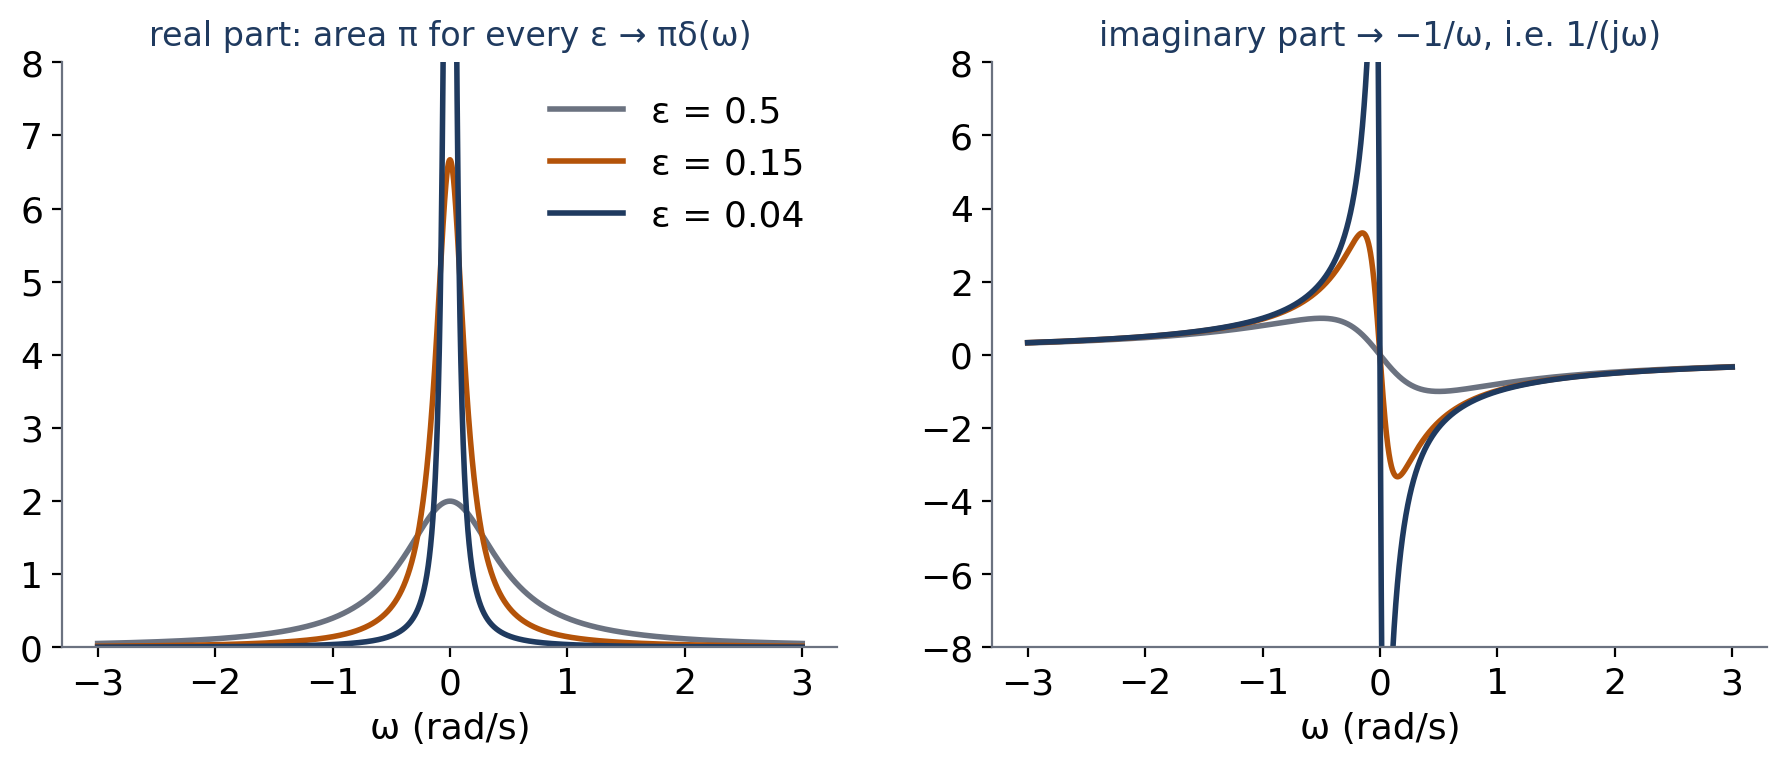 real part: area π for every ε → πδ(ω)
8
7
6
5
4
3
2
1
0
ε = 0.5
ε = 0.15
ε = 0.04
−3 −2 −1 0 1 2 3
ω (rad/s)
imaginary part → −1/ω, i.e. 1/(jω)
8
6
4
2
0
−2
−4
−6
−8
−3 −2 −1 0 1 2 3
ω (rad/s)